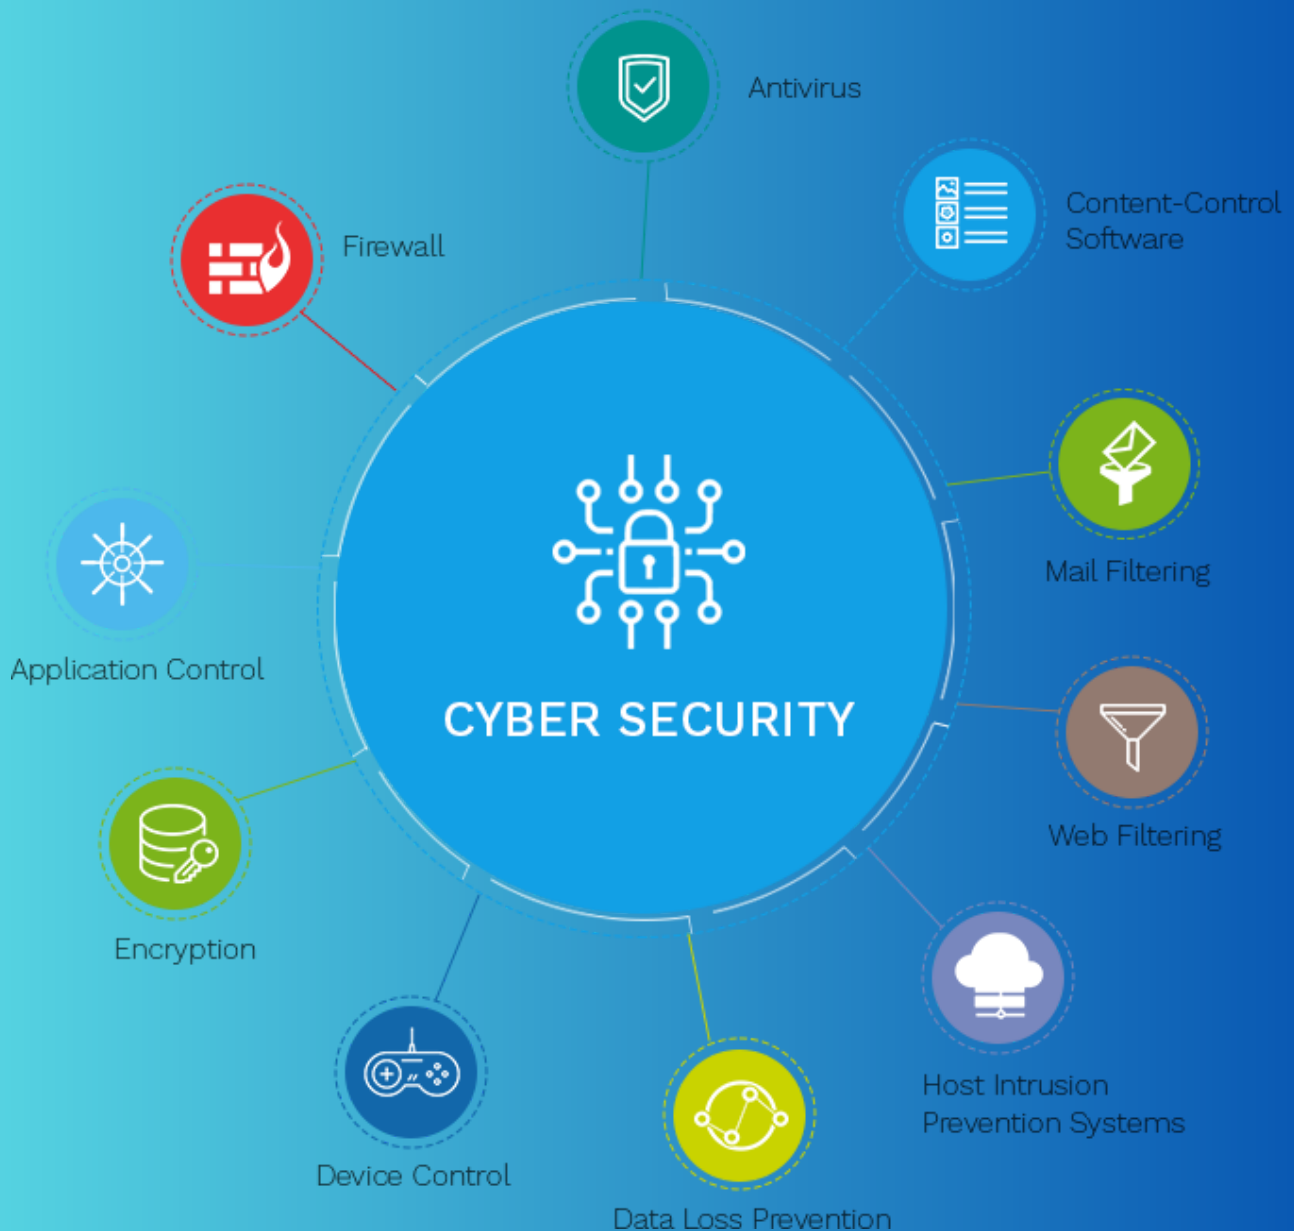 Antivirus
Content-Control
Software
Firewall
Mail Filtering
Application Control
CYBER SECURITY
Web Filtering
Encryption
Host Intrusion
Prevention Systems
Device Control
Data Loss Prevention